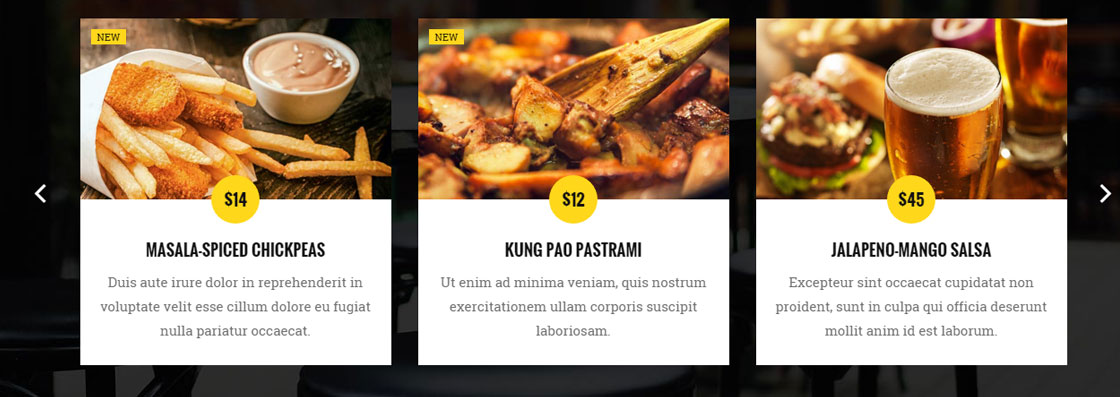 NEW
$14
MASALA-SPICED CHICKPEAS
Duis aute irure dolor in reprehenderit in
voluptate velit esse cillum dolore eu fugiat
nulla pariatur occaecat.
NEW
$12
KUNG PAO PASTRAMI
Ut enim ad minima veniam, quis nostrum
exercitationem ullam corporis suscipit
laboriosam.
$45
JALAPENO-MANGO SALSA
Excepteur sint occaecat cupidatat non
proident, sunt in culpa qui officia deserunt
mollit anim id est laborum.